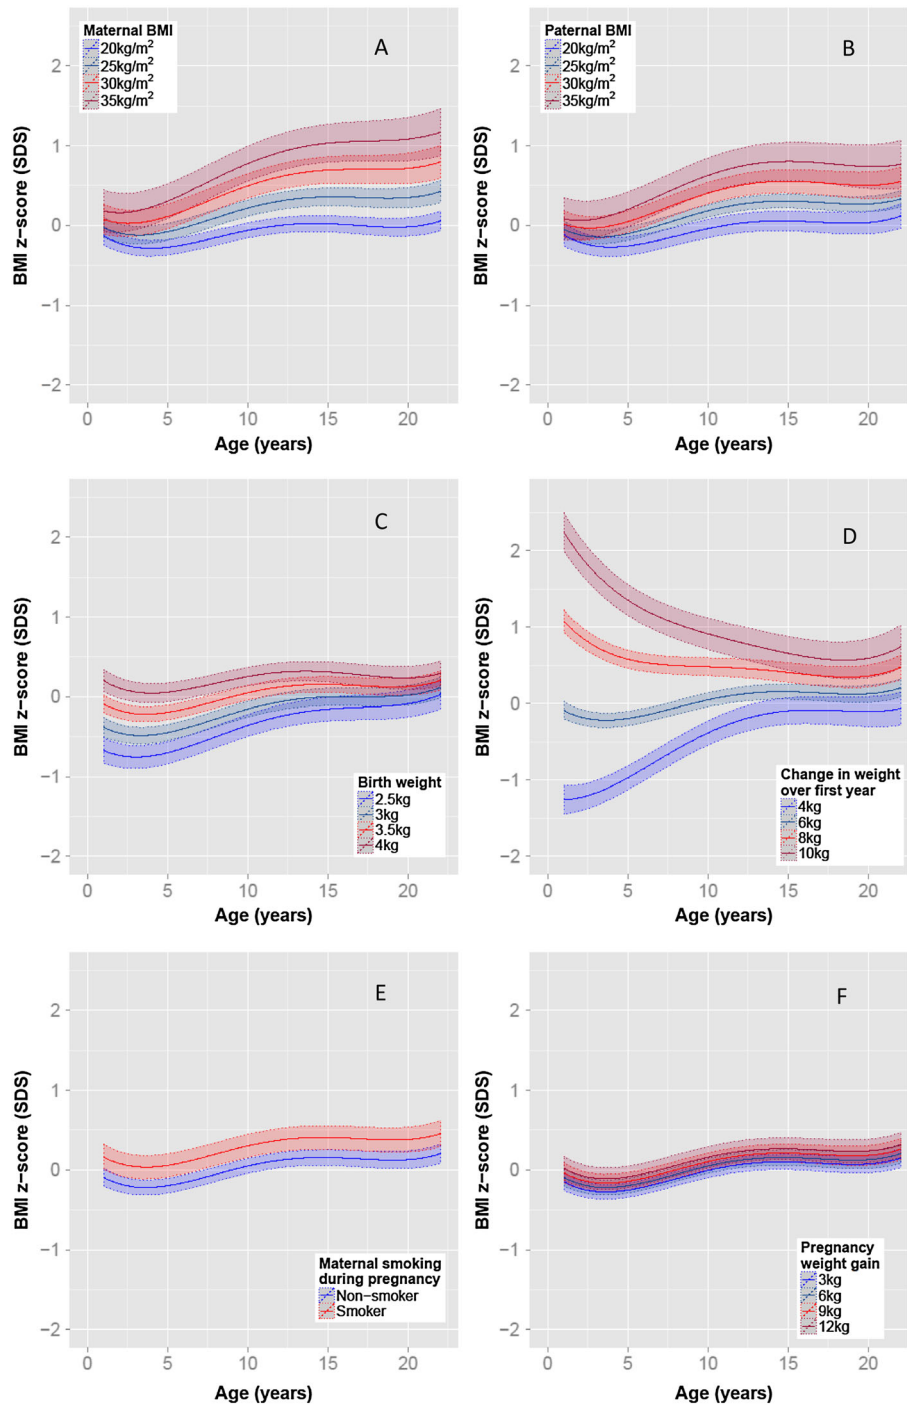 Maternal BMI
20kg/m²
25kg/m²
30kg/m²
35kg/m²
A
2
1
0
−1
−2
BMI z−score (SDS)
0 5 10 15 20
Age (years)
Paternal BMI
20kg/m²
25kg/m²
30kg/m²
35kg/m²
B
2
1
0
−1
−2
BMI z−score (SDS)
0 5 10 15 20
Age (years)
C
2
1
0
−1
−2
BMI z−score (SDS)
Birth weight
2.5kg
3kg
3.5kg
4kg
0 5 10 15 20
Age (years)
D
2
1
0
−1
−2
BMI z−score (SDS)
Change in weight
over first year
4kg
6kg
8kg
10kg
0 5 10 15 20
Age (years)
E
2
1
0
−1
−2
BMI z−score (SDS)
Maternal smoking
during pregnancy
Non−smoker
Smoker
0 5 10 15 20
Age (years)
F
2
1
0
−1
−2
BMI z−score (SDS)
Pregnancy
weight gain
3kg
6kg
9kg
12kg
0 5 10 15 20
Age (years)